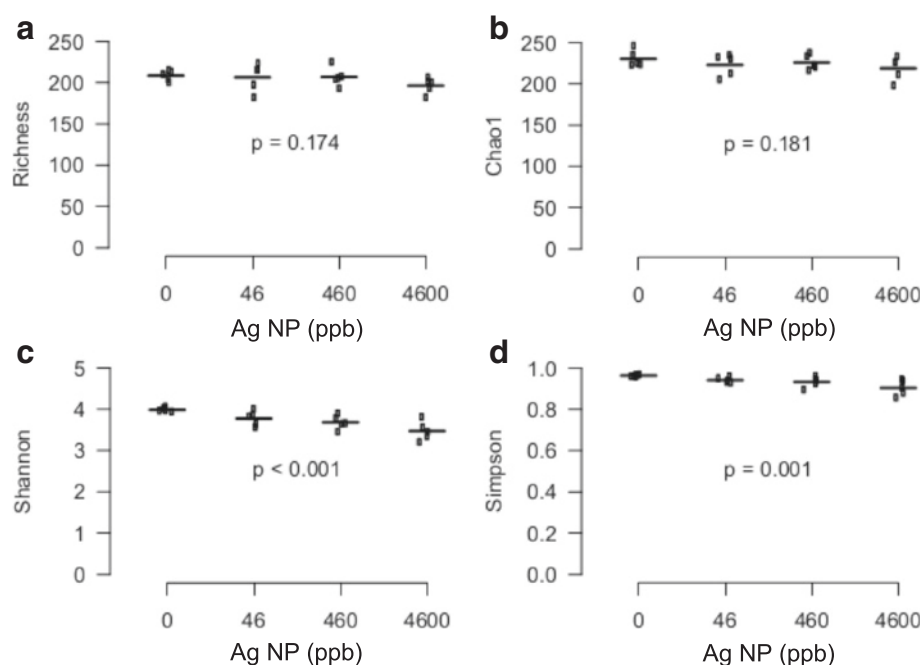 a
250
200
150
100
50
0
Richness
p = 0.174
0 46 460 4600
Ag NP (ppb)
b
250
200
150
100
50
0
Chao1
p = 0.181
0 46 460 4600
Ag NP (ppb)
c
5
4
3
2
1
0
Shannon
p < 0.001
0 46 460 4600
Ag NP (ppb)
d
1.0
0.8
0.6
0.4
0.2
0.0
Simpson
p = 0.001
0 46 460 4600
Ag NP (ppb)